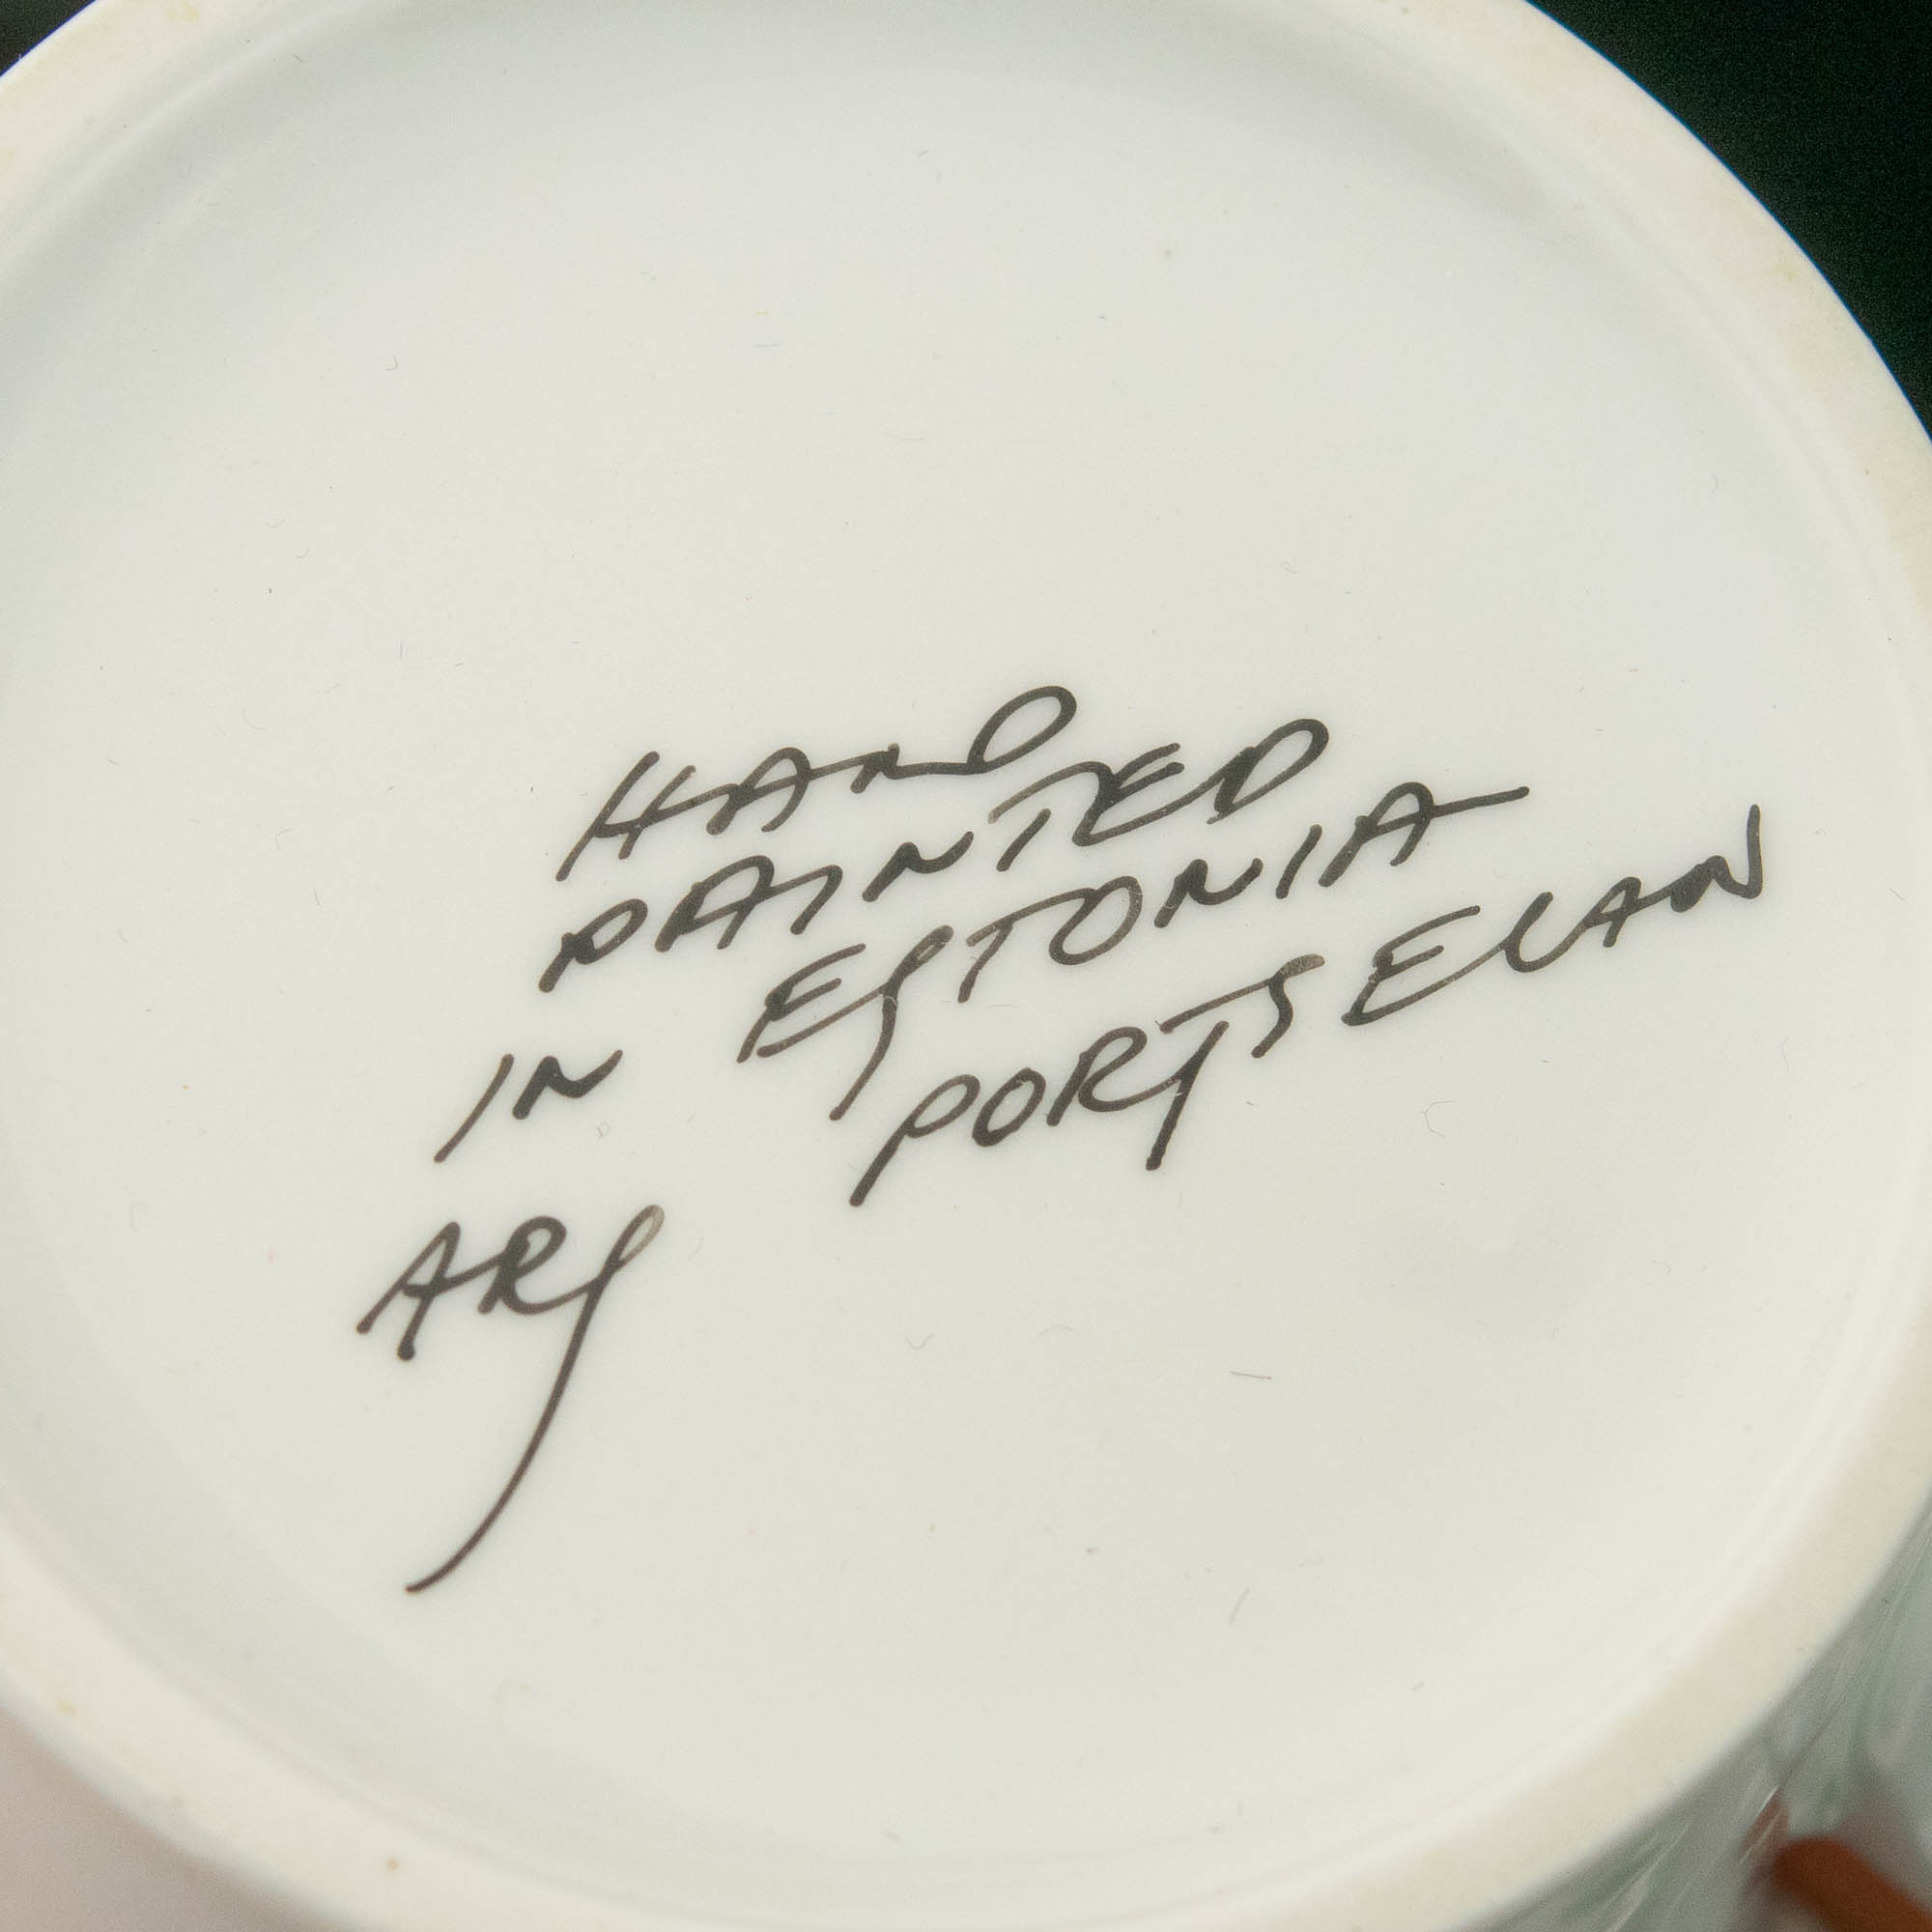 HAND
PAINTED
IN ESTONIA
ARS PORTSELAN